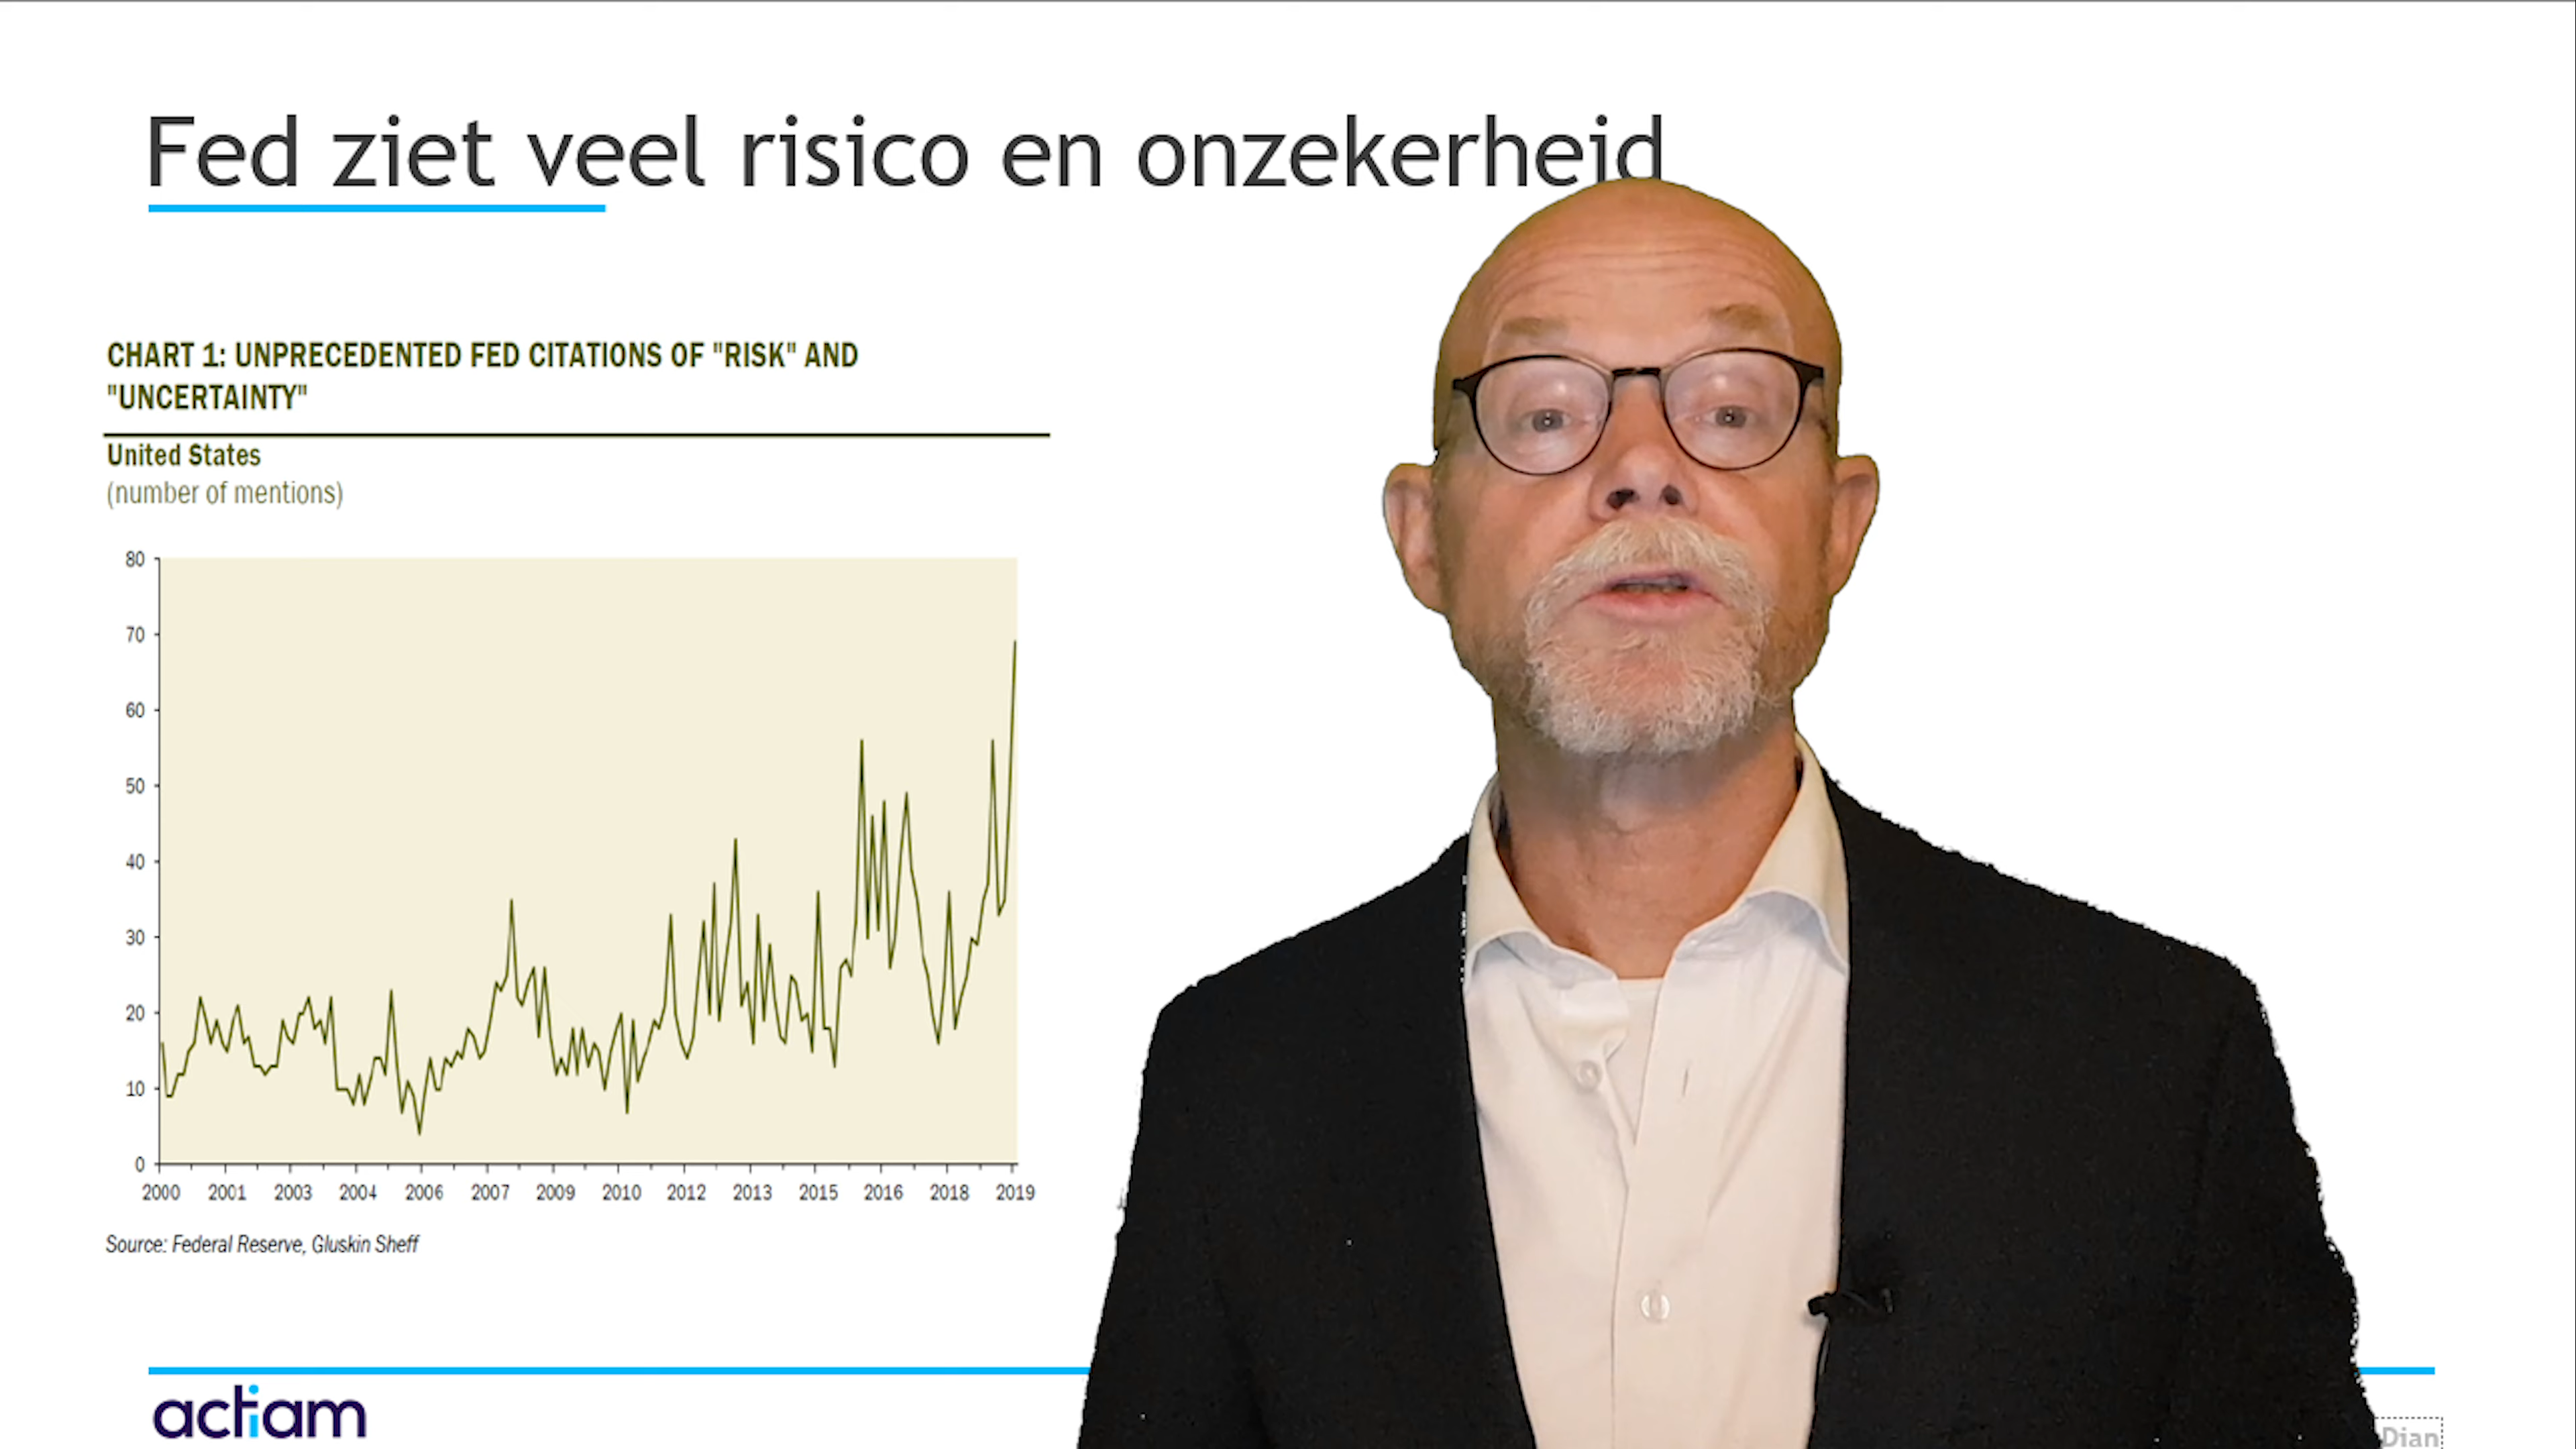 Fed ziet veel risico en onzekerheid
CHART 1: UNPRECEDENTED FED CITATIONS OF "RISK" AND
"UNCERTAINTY"
United States
(number of mentions)
80
70
60
50
40
30
20
10
0
2000 2001 2003 2004 2006 2007 2009 2010 2012 2013 2015 2016 2018 2019
Source: Federal Reserve, Gluskin Sheff
actiam
Dian